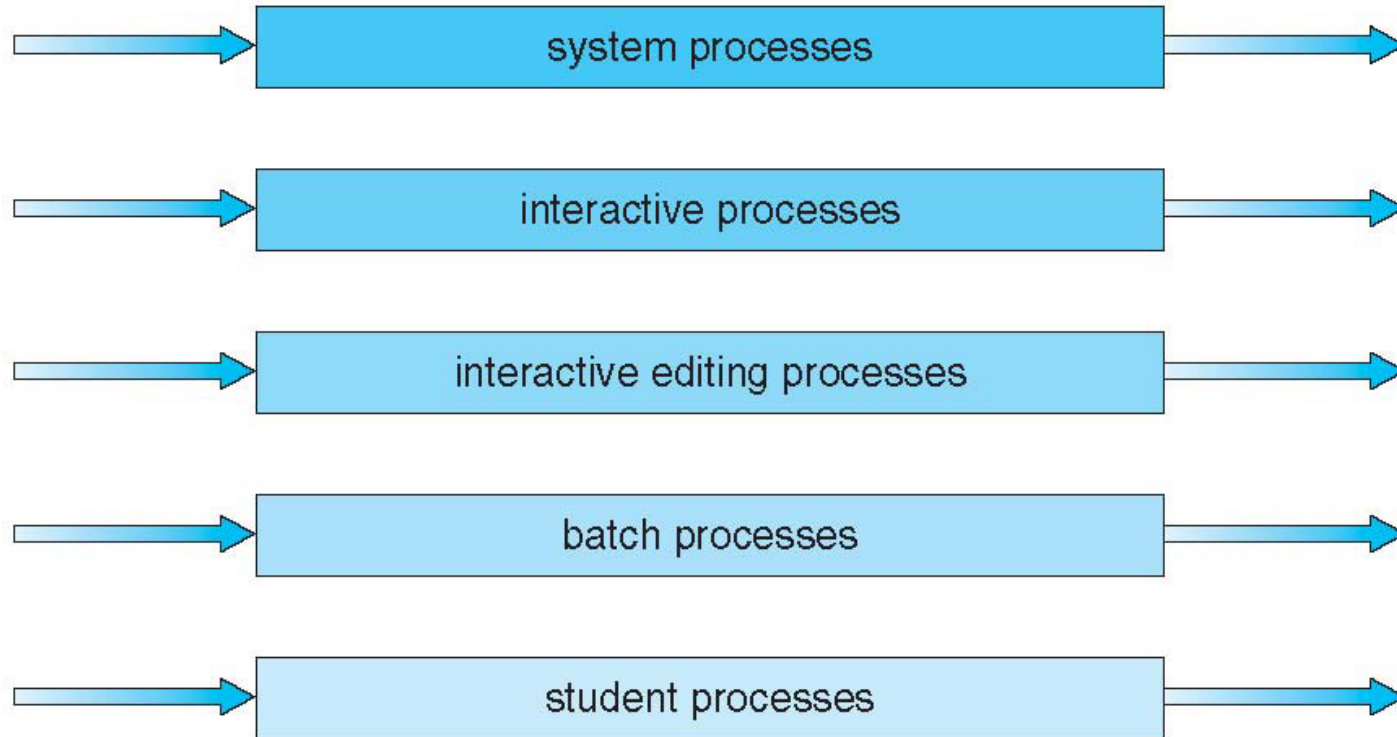 system processes
interactive processes
interactive editing processes
batch processes
student processes